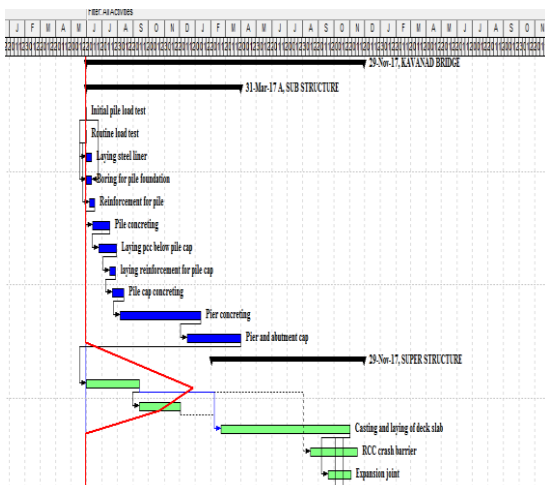 Filter: All Activities
J F M A M J J A S O N D J F M A M J J A S O N D J F M A M J J A S O N
29-Nov-17, KAVANAD BRIDGE
31-Mar-17 A, SUB STRUCTURE
Initial pile load test
Routine load test
Laying steel liner
Boring for pile foundation
Reinforcement for pile
Pile concreting
Laying pcc below pile cap
laying reinforcement for pile cap
Pile cap concreting
Pier concreting
Pier and abutment cap
29-Nov-17, SUPER STRUCTURE
Casting and laying of deck slab
RCC crash barrier
Expansion joint